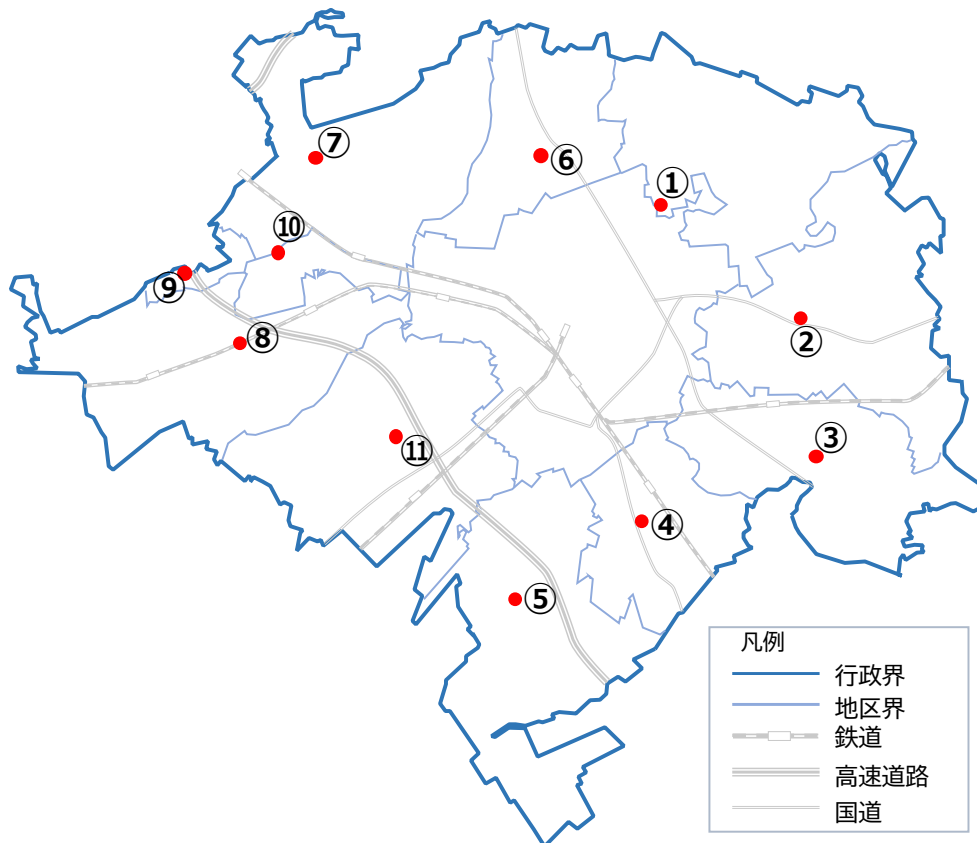 ⑦
⑥
①
⑩
⑨
⑧
②
⑪
③
④
⑤
凡例
行政界
地区界
鉄道
高速道路
国道